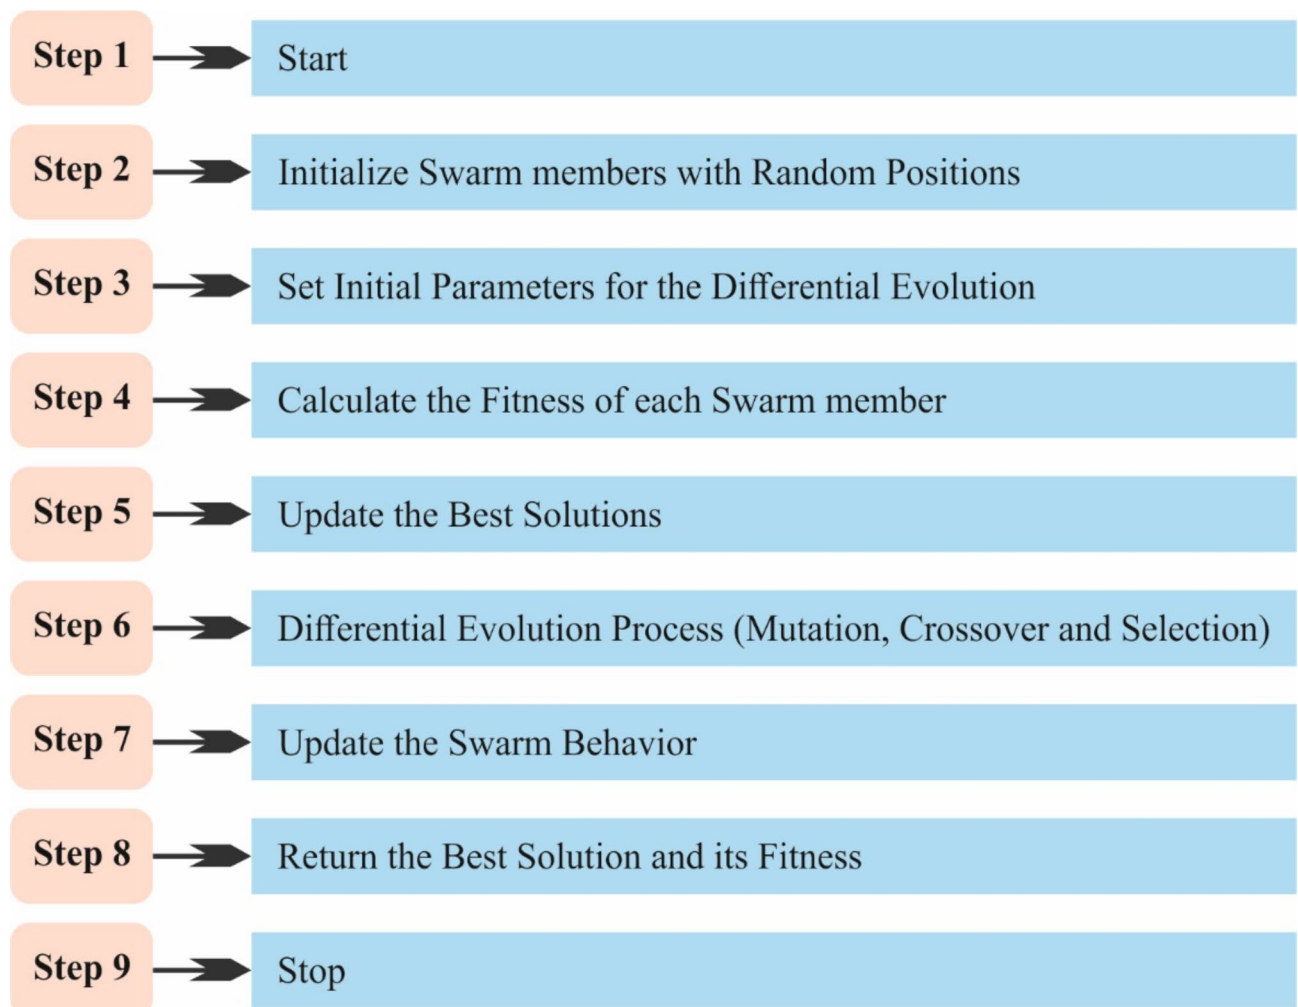 Step 1 Start
Step 2 Initialize Swarm members with Random Positions
Step 3 Set Initial Parameters for the Differential Evolution
Step 4 Calculate the Fitness of each Swarm member
Step 5 Update the Best Solutions
Step 6 Differential Evolution Process (Mutation, Crossover and Selection)
Step 7 Update the Swarm Behavior
Step 8 Return the Best Solution and its Fitness
Step 9 Stop